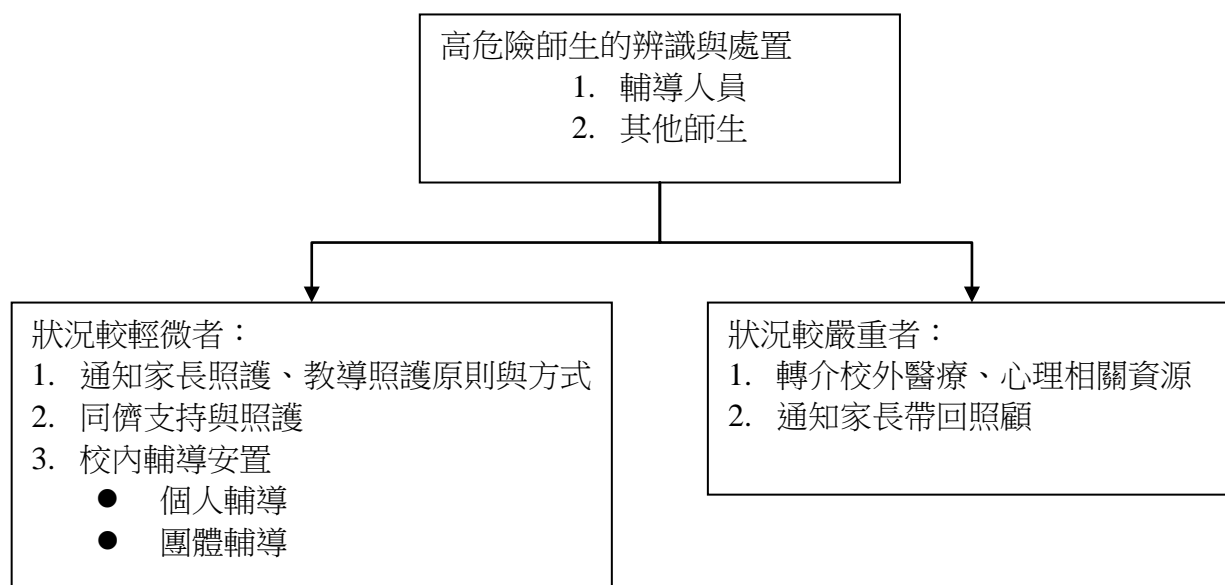 高危險師生的辨識與處置
1. 輔導人員
2. 其他師生
狀況較輕微者：
1. 通知家長照護、教導照護原則與方式
2. 同儕支持與照護
3. 校內輔導安置
● 個人輔導
● 團體輔導
狀況較嚴重者：
1. 轉介校外醫療、心理相關資源
2. 通知家長帶回照顧